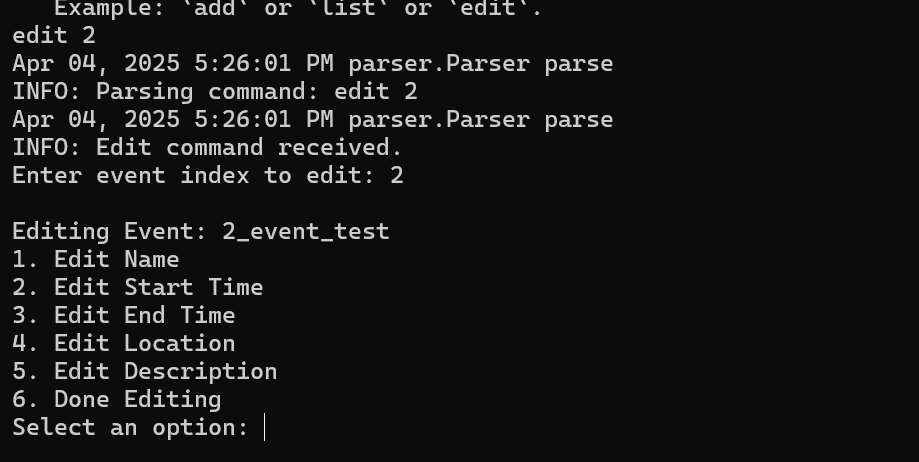 Example: `add` or `list` or `edit`.
edit 2
Apr 04, 2025 5:26:01 PM parser.Parser parse
INFO: Parsing command: edit 2
Apr 04, 2025 5:26:01 PM parser.Parser parse
INFO: Edit command received.
Enter event index to edit: 2
Editing Event: 2_event_test
1. Edit Name
2. Edit Start Time
3. Edit End Time
4. Edit Location
5. Edit Description
6. Done Editing
Select an option: